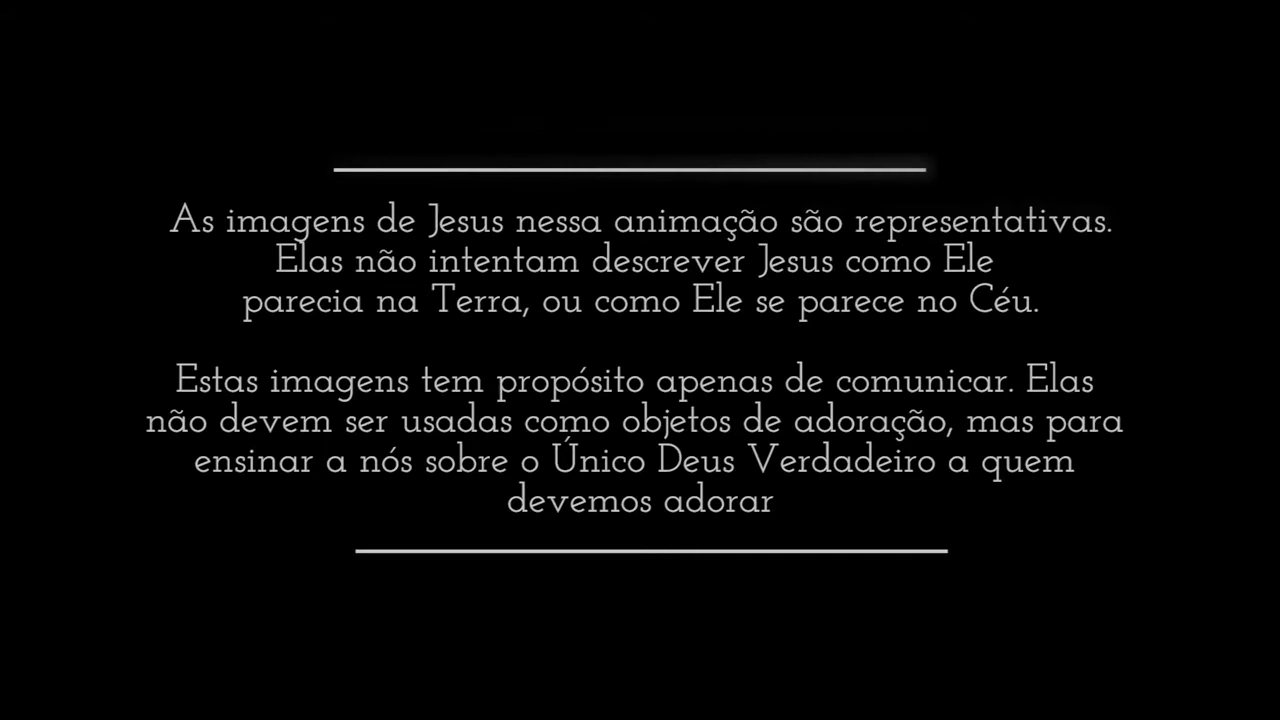 As imagens de Jesus nessa animação são representativas.
Elas não intentam descrever Jesus como Ele
parecia na Terra, ou como Ele se parece no Céu.
Estas imagens tem propósito apenas de comunicar. Elas
não devem ser usadas como objetos de adoração, mas para
ensinar a nós sobre o Único Deus Verdadeiro a quem
devemos adorar